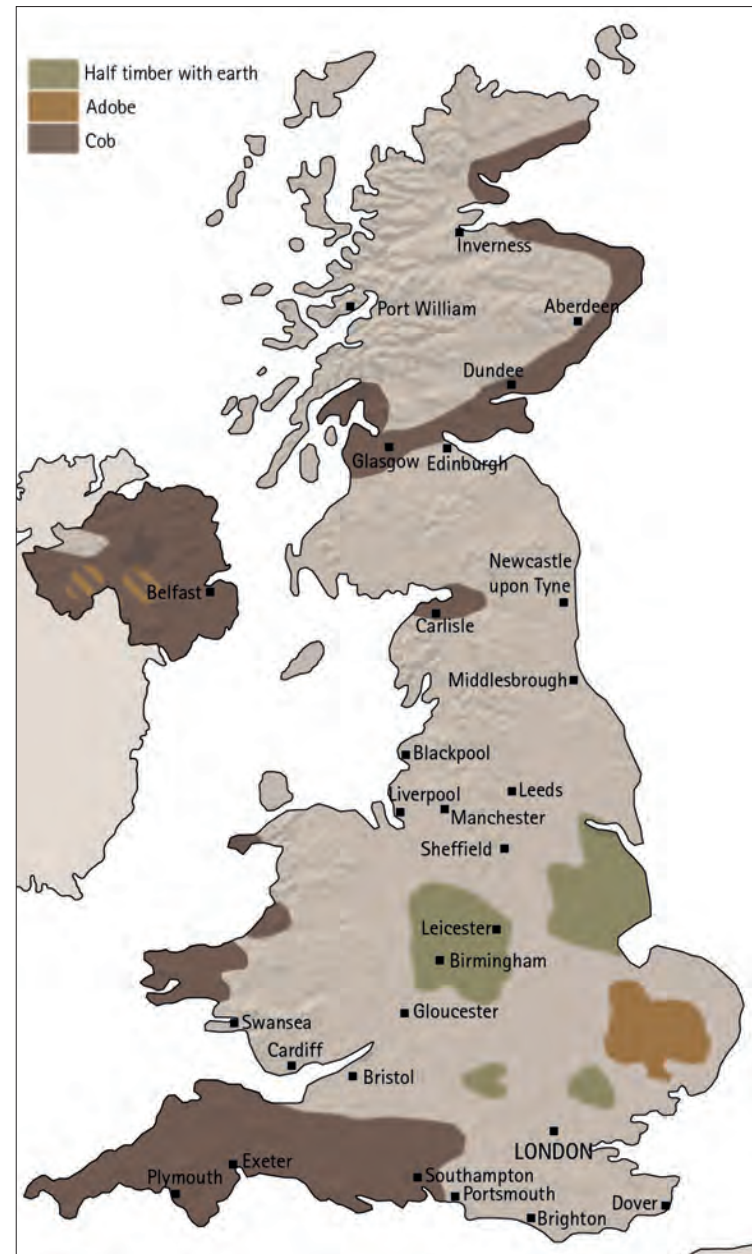 Half timber with earth
Adobe
Cob
Inverness
Port William
Aberdeen
Dundee
Glasgow
Edinburgh
Newcastle
upon Tyne
Belfast
Carlisle
Middlesbrough
Blackpool
Leeds
Liverpool
Manchester
Sheffield
Leicester
Birmingham
Gloucester
Swansea
Cardiff
Bristol
LONDON
Exeter
Plymouth
Southampton
Portsmouth
Dover
Brighton